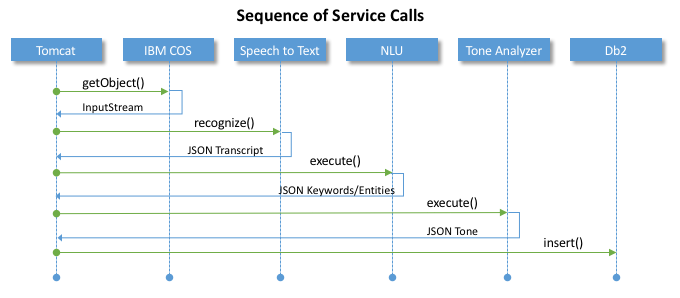 Sequence of Service Calls
Tomcat
IBM COS
Speech to Text
NLU
Tone Analyzer
Db2
getObject()
InputStream
recognize()
JSON Transcript
execute()
JSON Keywords/Entities
execute()
JSON Tone
insert()